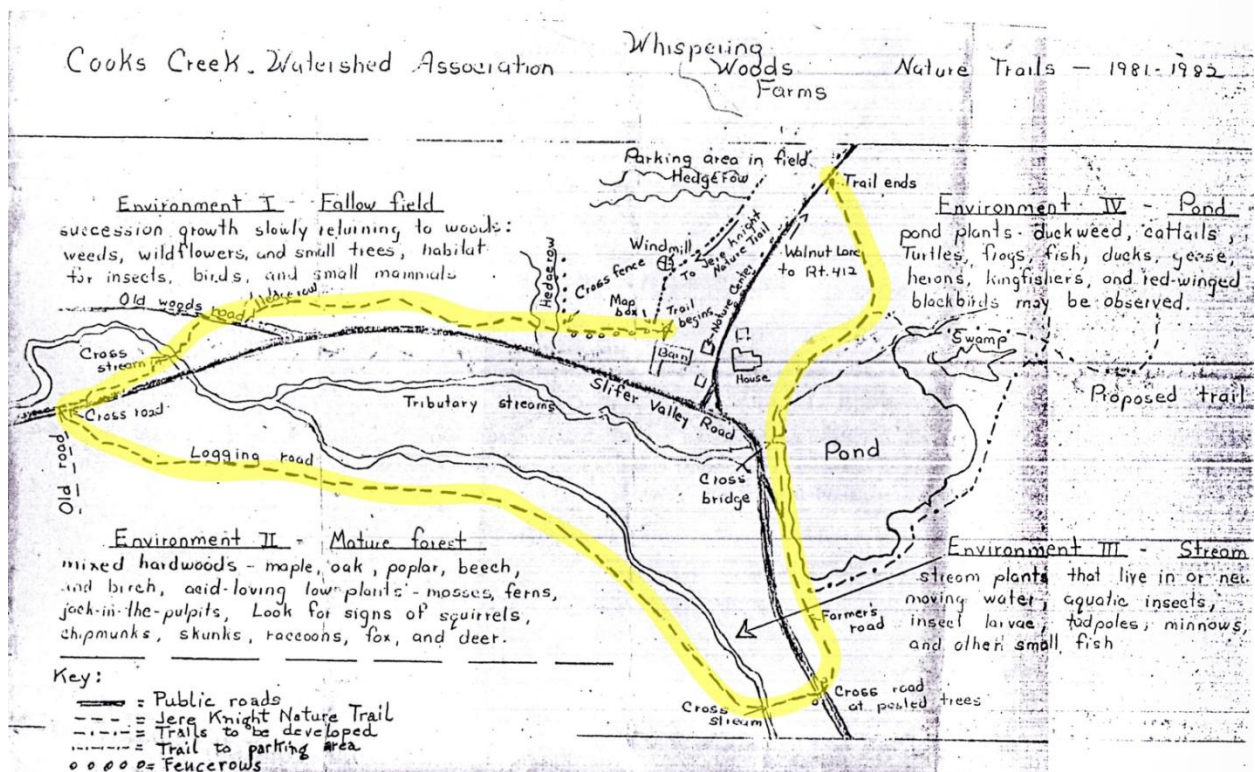 Cooks Creek Watershed Association
Whispering
Woods
Farms
Nature Trails - 1981-1982
Environment I - Fallow field
succession growth slowly returning to woods:
weeds, wildflowers, and small trees, habitat
for insects, birds, and small mammals.
Parking area in field
Hedge row
Trail ends
Walnut Lane
to Rt. 412
Windmill
To Jere Knight
Nature Trail
Cross fence
Hedgerow
Map
box
Trail
begins
Nature Center
Barn
House
Environment IV - Pond
pond plants - duckweed, cattails,
Turtles, frogs, fish, ducks, geese,
herons, kingfishers, and red-winged
blackbirds may be observed.
Old woods road
Hedgerow
Cross
stream
Cross road
Old road
Logging road
Tributary streams
Slifer Valley Road
Cross
bridge
Pond
Swamp
Proposed trail
Environment II - Mature forest
mixed hardwoods - maple, oak, poplar, beech,
and birch, acid-loving low plants - mosses, ferns,
jack-in-the-pulpits, Look for signs of squirrels,
chipmunks, skunks, raccoons, fox, and deer.
Environment III - Stream
stream plants that live in or
moving water, aquatic insects,
insect larvae, tadpoles, minnows,
and other small fish
Farmer's
road
Cross road
at peeled trees
Cross
stream
Key:
= Public roads
= Jere Knight Nature Trail
= Trails to be developed
= Trail to parking area
= Fencerows